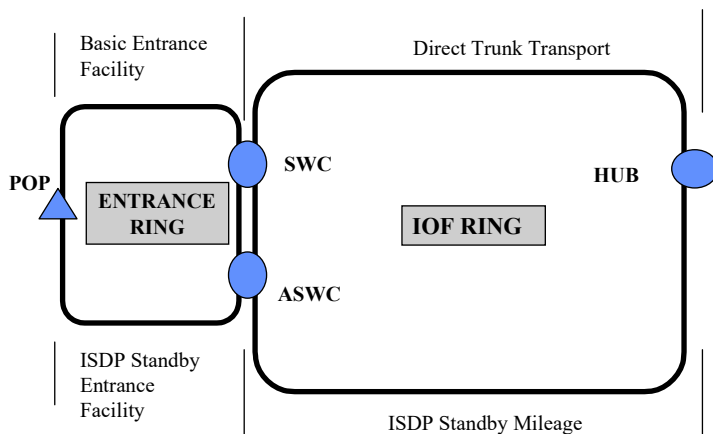 Basic Entrance
Facility
Direct Trunk Transport
POP
SWC
HUB
ENTRANCE
RING
IOF RING
ASWC
ISDP Standby
Entrance
Facility
ISDP Standby Mileage